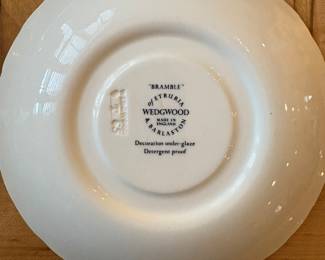 "BRAMBLE"
of ETRURIA
WEDGWOOD
MADE IN
ENGLAND
& BARLASTON
Decoration under-glaze
Detergent proof